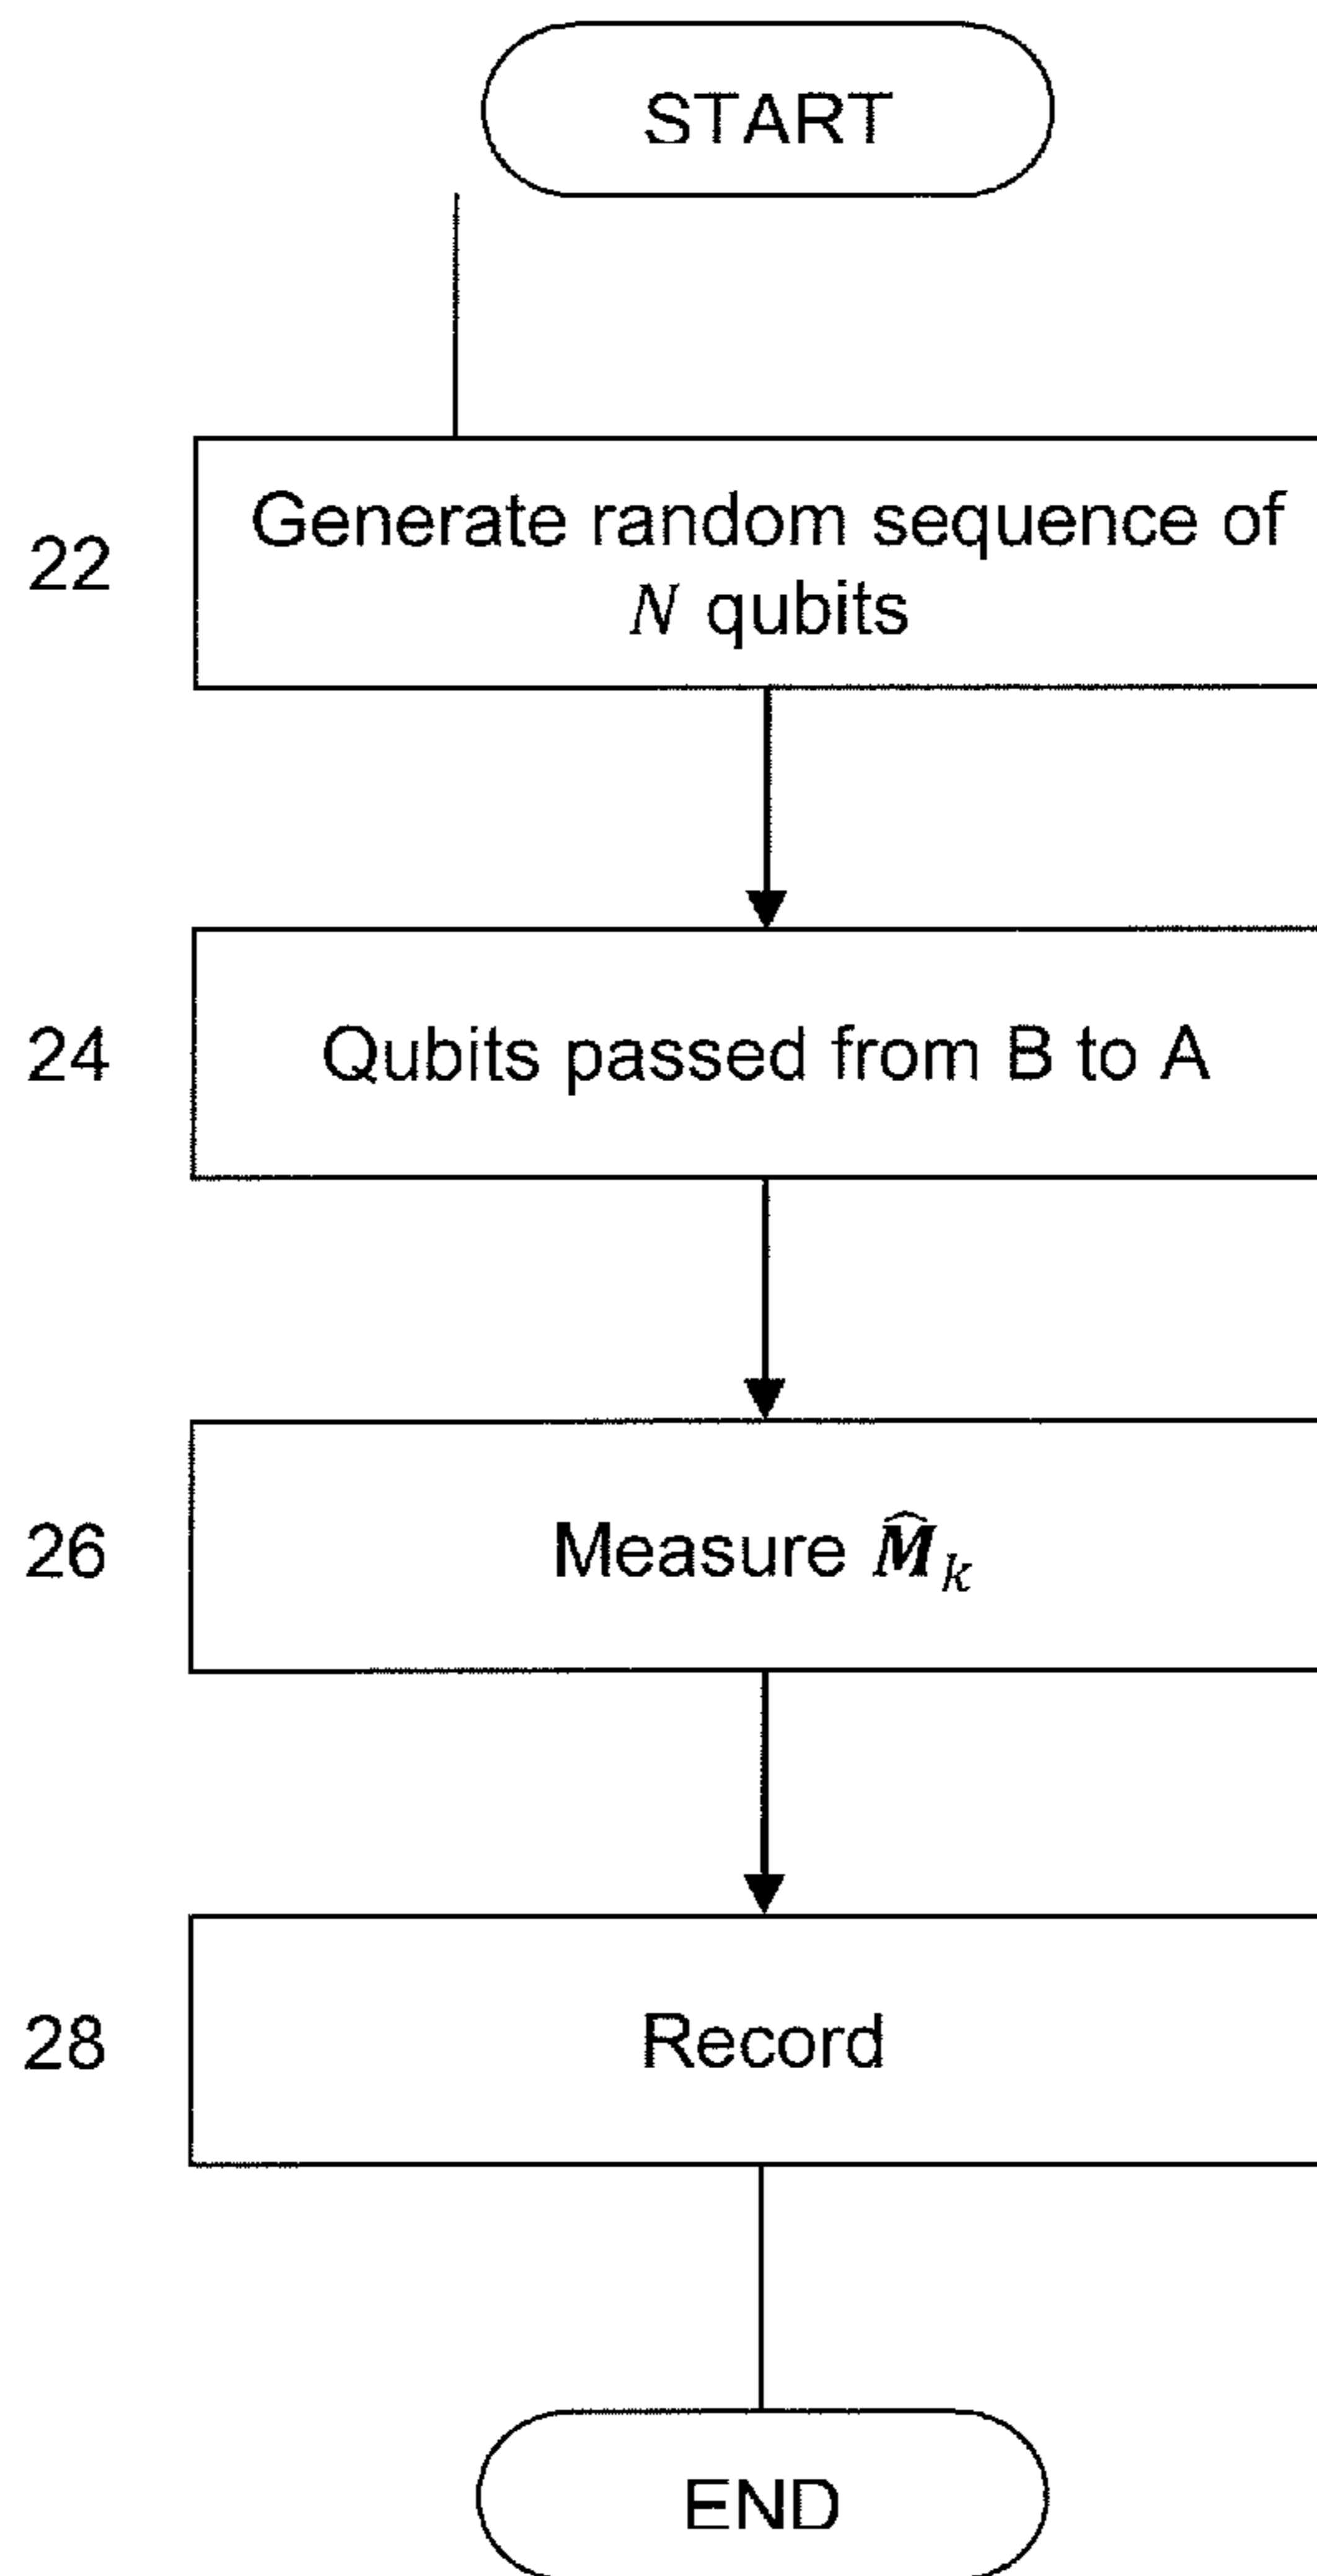 START
22
Generate random sequence of
N qubits
24
Qubits passed from B to A
26
Measure M̂ₖ
28
Record
END